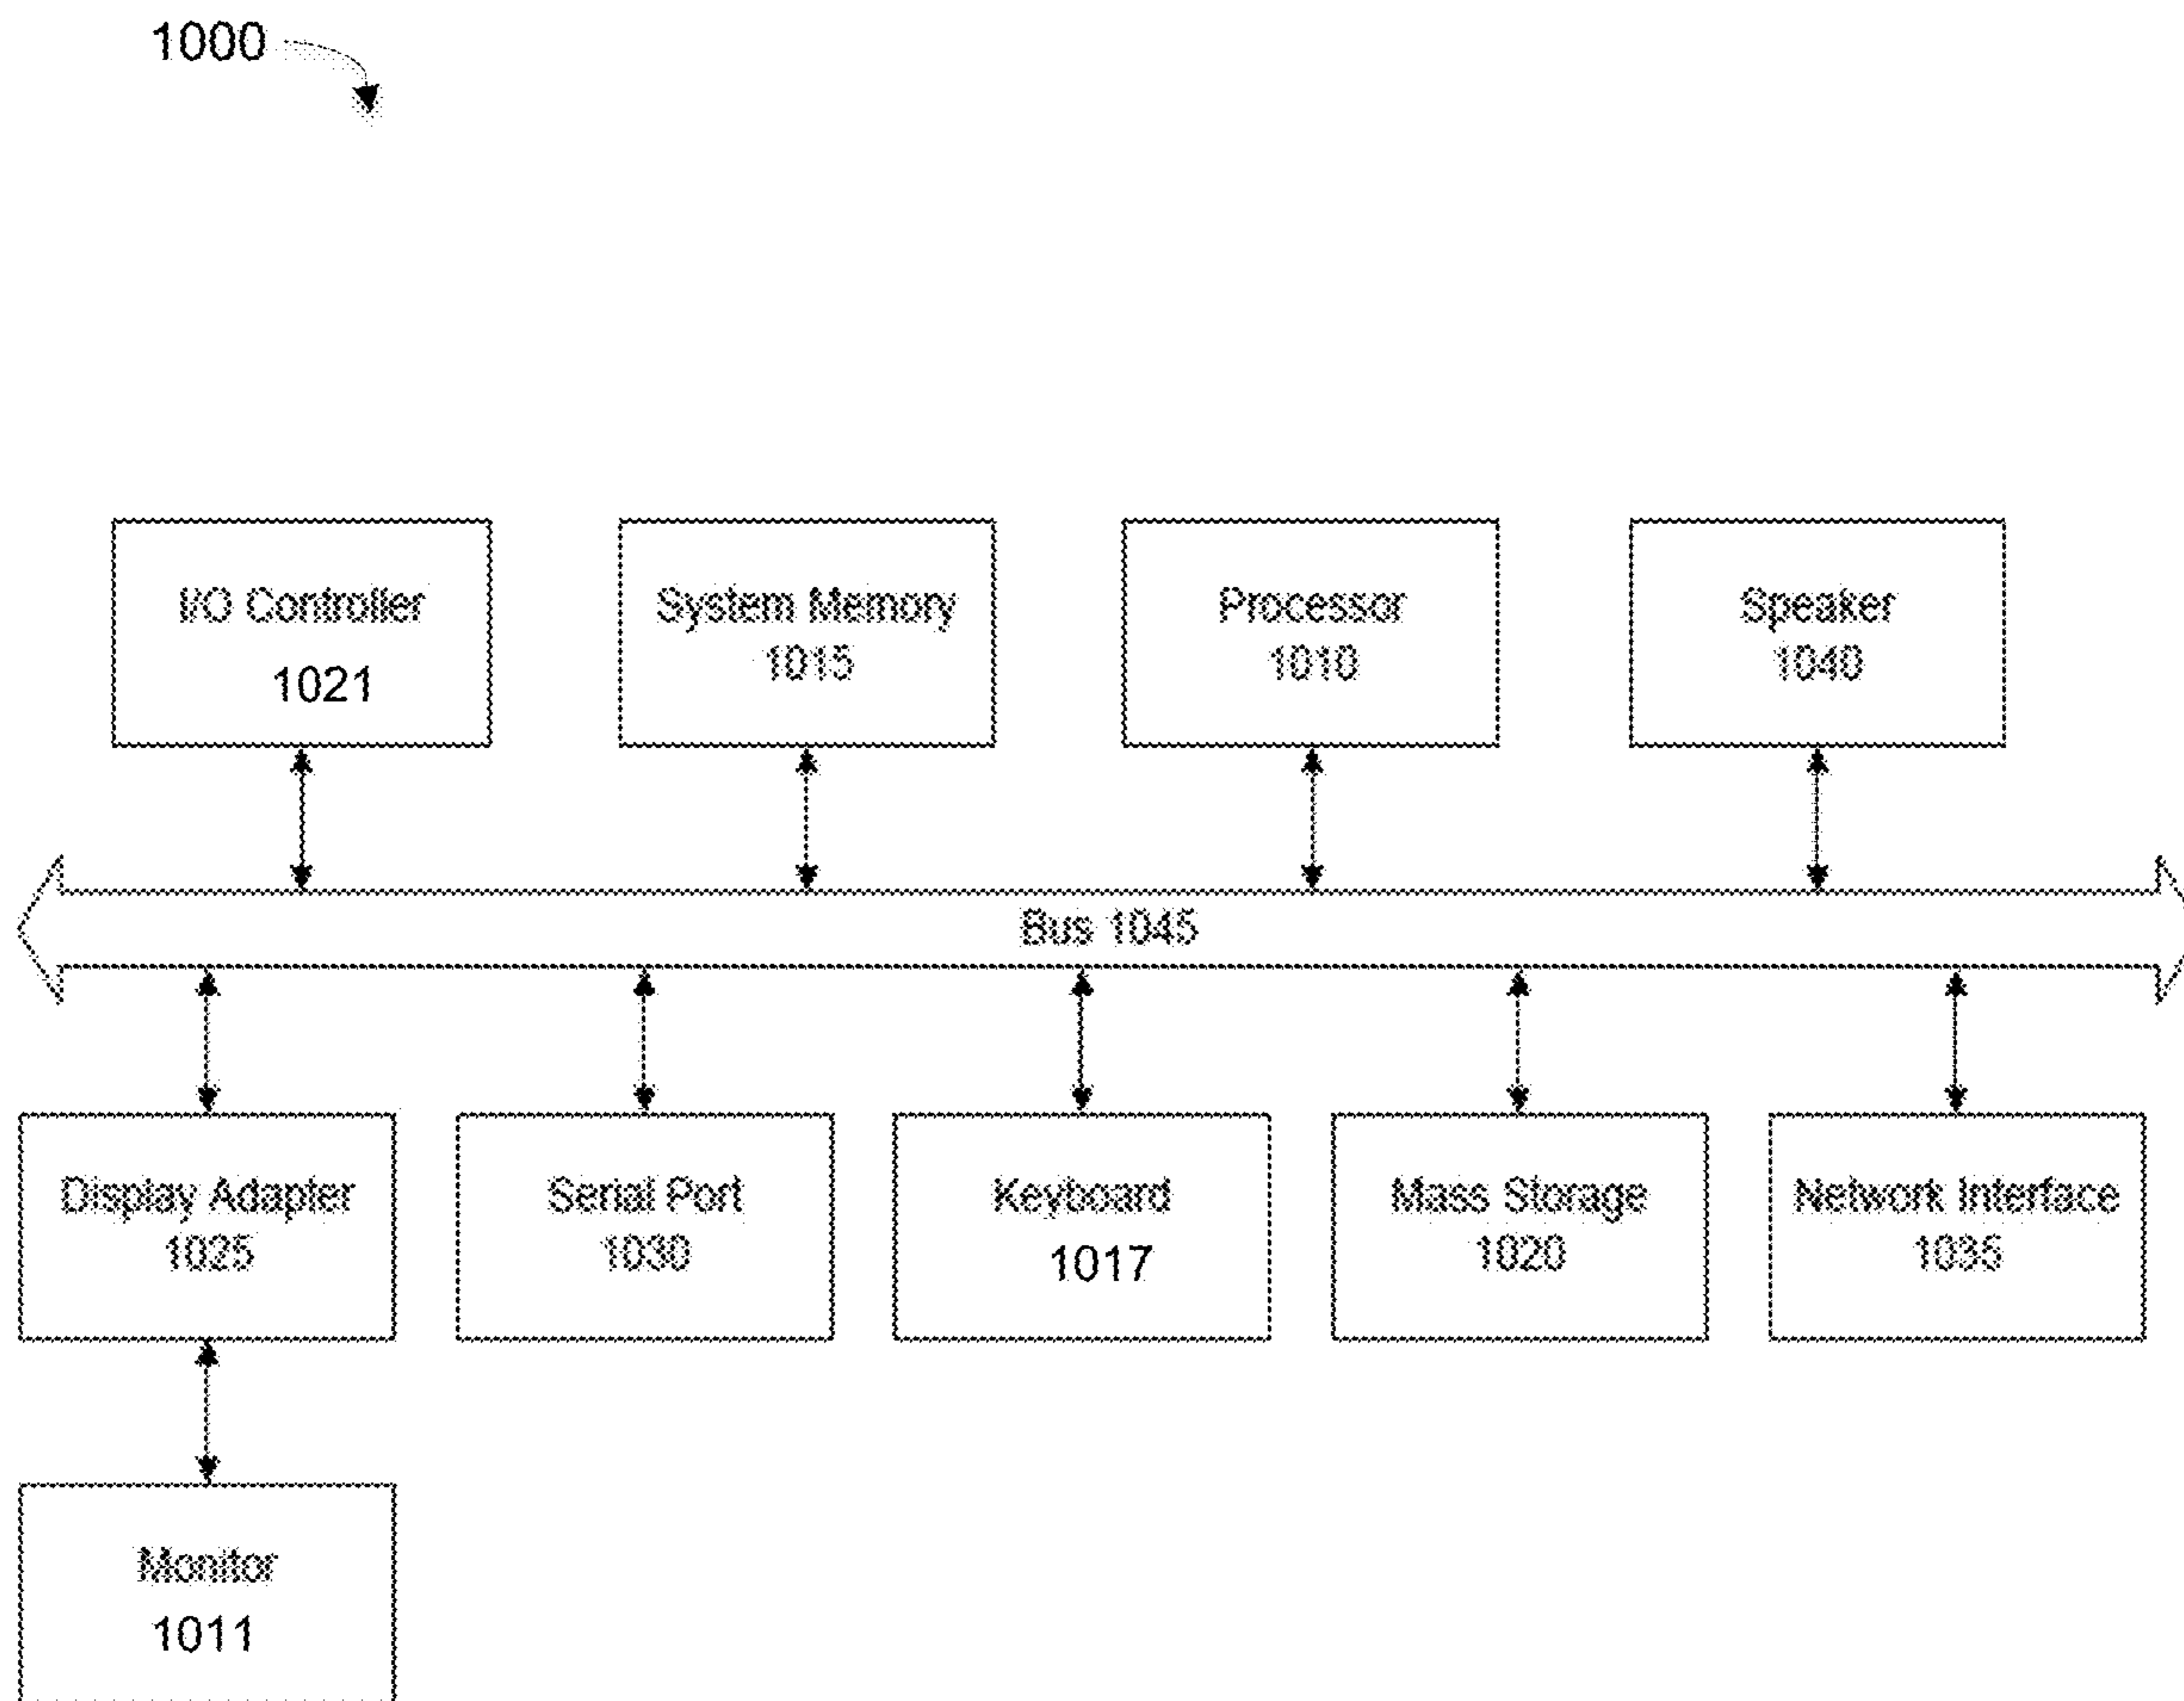 1000
I/O Controller
1021
System Memory
1015
Processor
1010
Speaker
1040
Bus 1045
Display Adapter
1025
Serial Port
1030
Keyboard
1017
Mass Storage
1020
Network Interface
1035
Monitor
1011